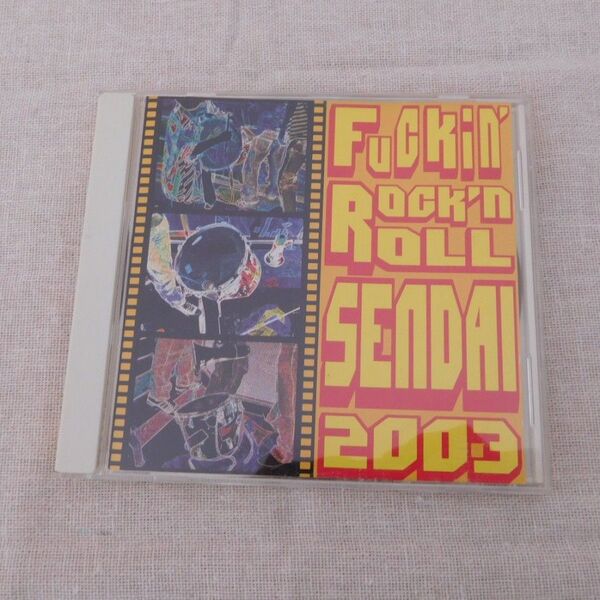 FUCKIN'
ROCK'N
ROLL
SENDAI
2003